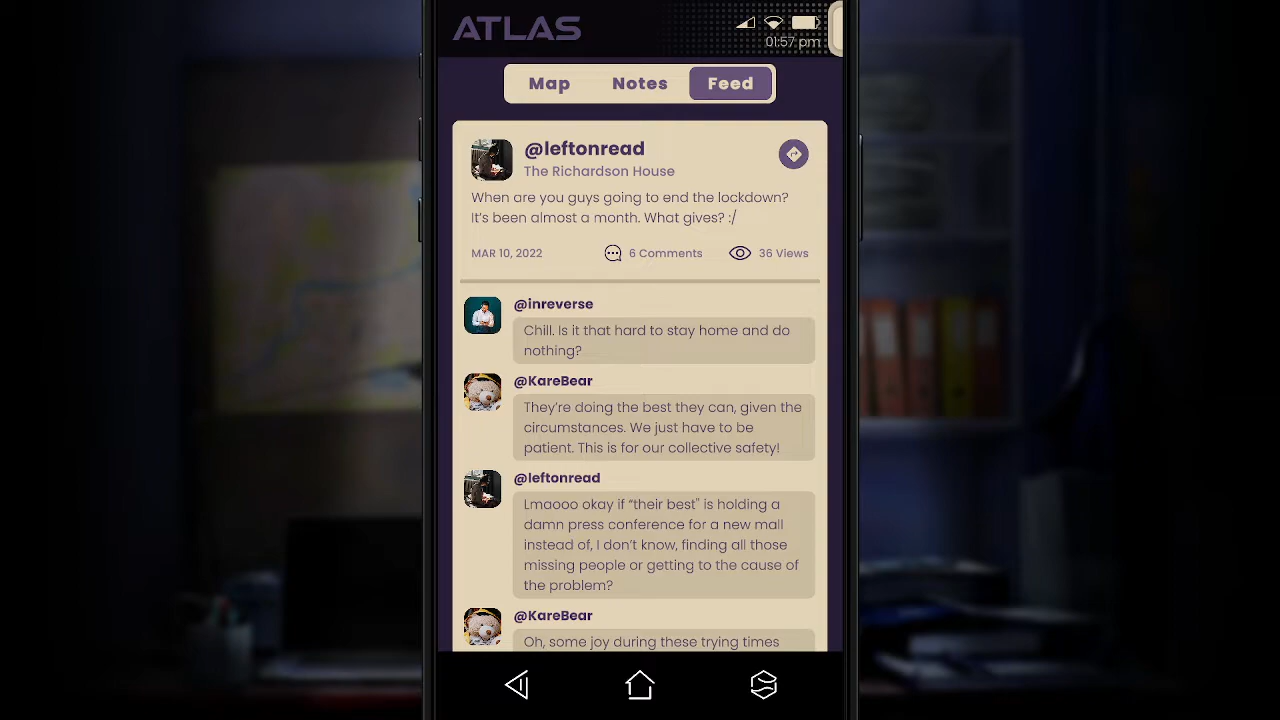 ATLAS
01:57 pm
Map Notes Feed
@leftonread
The Richardson House
When are you guys going to end the lockdown?
It's been almost a month. What gives? :/
MAR 10, 2022 6 Comments 36 Views
@inreverse
Chill. Is it that hard to stay home and do
nothing?
@KareBear
They're doing the best they can, given the
circumstances. We just have to be
patient. This is for our collective safety!
@leftonread
Lmaooo okay if “their best" is holding a
damn press conference for a new mall
instead of, I don't know, finding all those
missing people or getting to the cause of
the problem?
@KareBear
Oh, some joy during these trying times